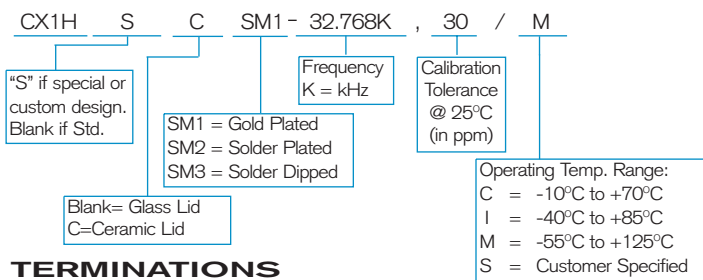 CX1H S C SM1 - 32.768K , 30 / M
"S" if special or
custom design.
Blank if Std.
Frequency
K = kHz
Calibration
Tolerance
@ 25°C
(in ppm)
SM1 = Gold Plated
SM2 = Solder Plated
SM3 = Solder Dipped
Blank= Glass Lid
C=Ceramic Lid
Operating Temp. Range:
C = -10°C to +70°C
I = -40°C to +85°C
M = -55°C to +125°C
S = Customer Specified
TERMINATIONS